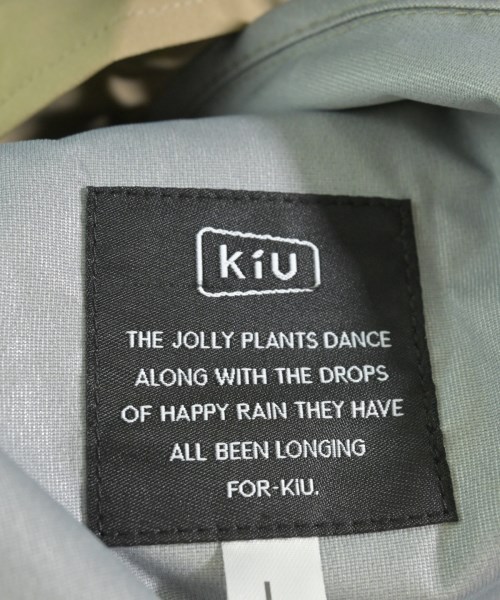 kiu
THE JOLLY PLANTS DANCE
ALONG WITH THE DROPS
OF HAPPY RAIN THEY HAVE
ALL BEEN LONGING
FOR-KIU.